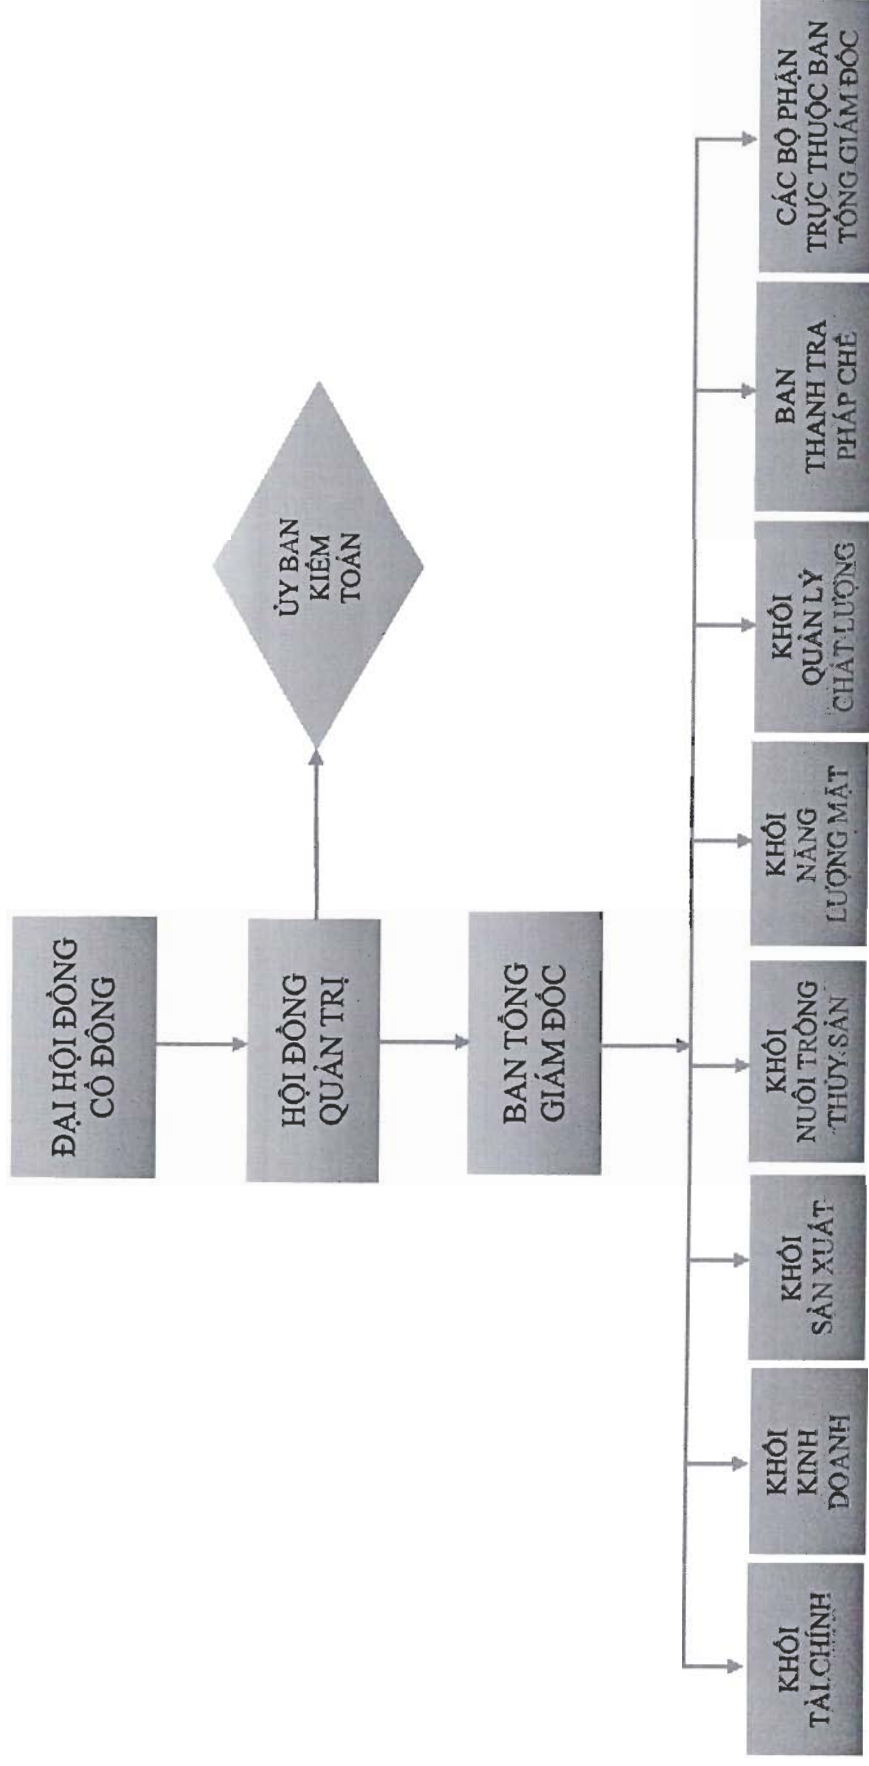 ĐẠI HỘI ĐỒNG
CỔ ĐÔNG
HỘI ĐỒNG
QUẢN TRỊ
ỦY BAN
KIỂM
TOÁN
BAN TỔNG
GIÁM ĐỐC
KHỐI
TÀI CHÍNH
KHỐI
KINH
DOANH
KHỐI
SẢN XUẤT
KHỐI
NUÔI TRỒNG
THỦY SẢN
KHỐI
NĂNG
LƯỢNG MẶT
KHỐI
QUẢN LÝ
CHẤT LƯỢNG
BAN
THANH TRA
PHÁP CHẾ
CÁC BỘ PHẬN
TRỰC THUỘC BAN
TỔNG GIÁM ĐỐC